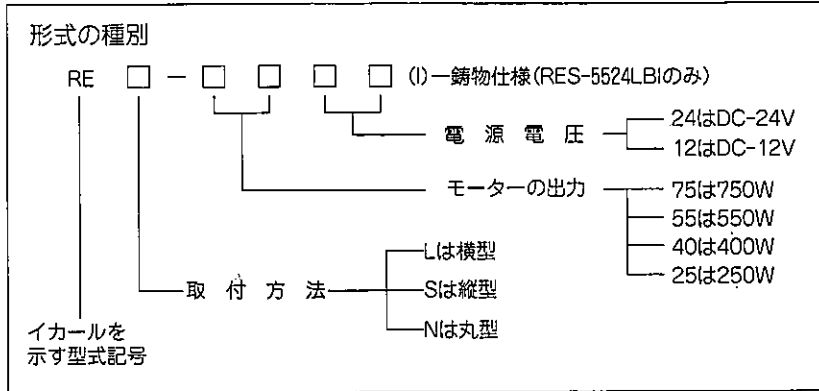 形式の種別
RE □ － □ □ □ □ (I)－鋳物仕様(RES-5524LBIのみ)
電源電圧
24はDC-24V
12はDC-12V
モーターの出力
75は750W
55は550W
40は400W
25は250W
取付方法
Lは横型
Sは縦型
Nは丸型
イカールを
示す型式記号